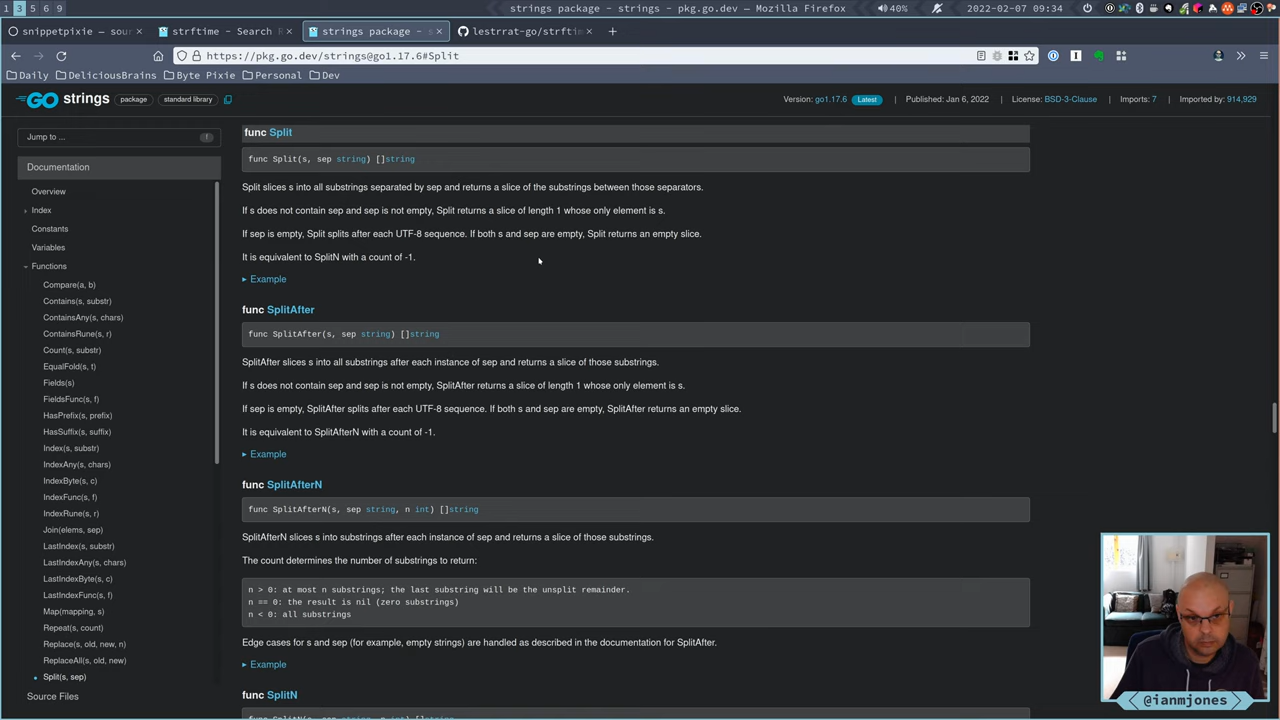 1 3 5 6 9
strings package - strings - pkg.go.dev — Mozilla Firefox
40%
2022-02-07 09:34
snippetpixie — sour
strftime - Search R
strings package - s
lestrrat-go/strftim
https://pkg.go.dev/strings@go1.17.6#Split
Daily DeliciousBrains Byte Pixie Personal Dev
GO strings package standard library
Version: go1.17.6 Latest Published: Jan 6, 2022 License: BSD-3-Clause Imports: 7 Imported by: 914,929
Jump to ... f
Documentation
Overview
Index
Constants
Variables
Functions
Compare(a, b)
Contains(s, substr)
ContainsAny(s, chars)
ContainsRune(s, r)
Count(s, substr)
EqualFold(s, t)
Fields(s)
FieldsFunc(s, f)
HasPrefix(s, prefix)
HasSuffix(s, suffix)
Index(s, substr)
IndexAny(s, chars)
IndexByte(s, c)
IndexFunc(s, f)
IndexRune(s, r)
Join(elems, sep)
LastIndex(s, substr)
LastIndexAny(s, chars)
LastIndexByte(s, c)
LastIndexFunc(s, f)
Map(mapping, s)
Repeat(s, count)
Replace(s, old, new, n)
ReplaceAll(s, old, new)
Split(s, sep)
Source Files
func Split
func Split(s, sep string) []string
Split slices s into all substrings separated by sep and returns a slice of the substrings between those separators.
If s does not contain sep and sep is not empty, Split returns a slice of length 1 whose only element is s.
If sep is empty, Split splits after each UTF-8 sequence. If both s and sep are empty, Split returns an empty slice.
It is equivalent to SplitN with a count of -1.
Example
func SplitAfter
func SplitAfter(s, sep string) []string
SplitAfter slices s into all substrings after each instance of sep and returns a slice of those substrings.
If s does not contain sep and sep is not empty, SplitAfter returns a slice of length 1 whose only element is s.
If sep is empty, SplitAfter splits after each UTF-8 sequence. If both s and sep are empty, SplitAfter returns an empty slice.
It is equivalent to SplitAfterN with a count of -1.
Example
func SplitAfterN
func SplitAfterN(s, sep string, n int) []string
SplitAfterN slices s into substrings after each instance of sep and returns a slice of those substrings.
The count determines the number of substrings to return:
n > 0: at most n substrings; the last substring will be the unsplit remainder.
n == 0: the result is nil (zero substrings)
n < 0: all substrings
Edge cases for s and sep (for example, empty strings) are handled as described in the documentation for SplitAfter.
Example
func SplitN
func SplitN(s, sep string, n int) []string
@ianmjones